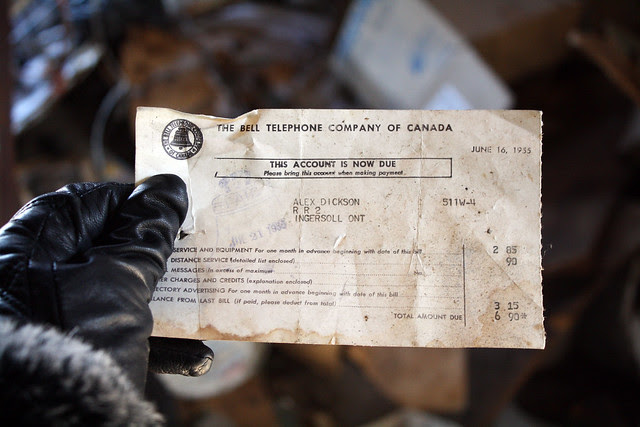 THE BELL TELEPHONE COMPANY OF CANADA
JUNE 16, 1955
THIS ACCOUNT IS NOW DUE
Please bring this account when making payment
ALEX DICKSON 511W-4
R R 2
INGERSOLL ONT
SERVICE AND EQUIPMENT For one month in advance beginning with date of this bill 2 85
DISTANCE SERVICE (detailed list enclosed) 90
MESSAGES (In excess of maximum
CHARGES AND CREDITS (explanation enclosed)
ECTORY ADVERTISING For one month in advance beginning with date of this bill
LANCE FROM LAST BILL (if paid, please deduct from total) 3 15
TOTAL AMOUNT DUE 6 90